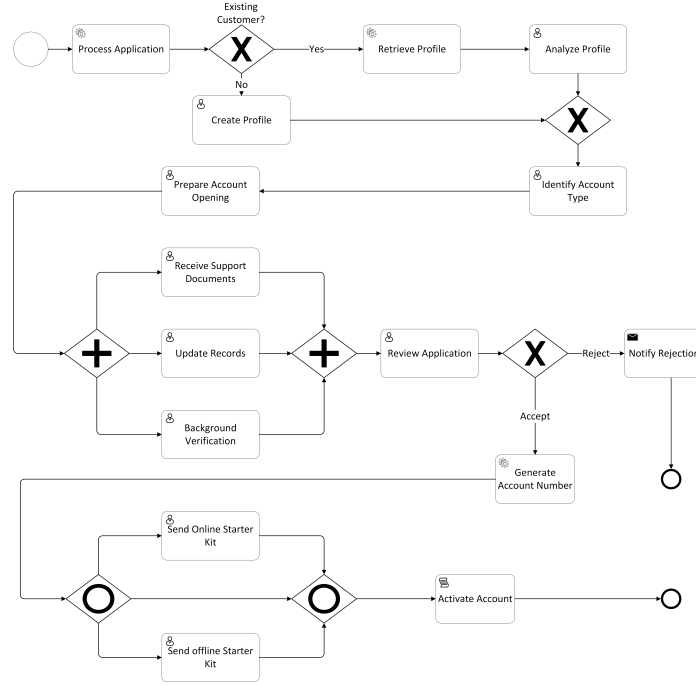 Existing
Customer?
Process Application
Yes
Retrieve Profile
Analyze Profile
No
Create Profile
Prepare Account
Opening
Identify Account
Type
Receive Support
Documents
Update Records
Review Application
Reject
Notify Rejection
Background
Verification
Accept
Generate
Account Number
Send Online Starter
Kit
Activate Account
Send offline Starter
Kit